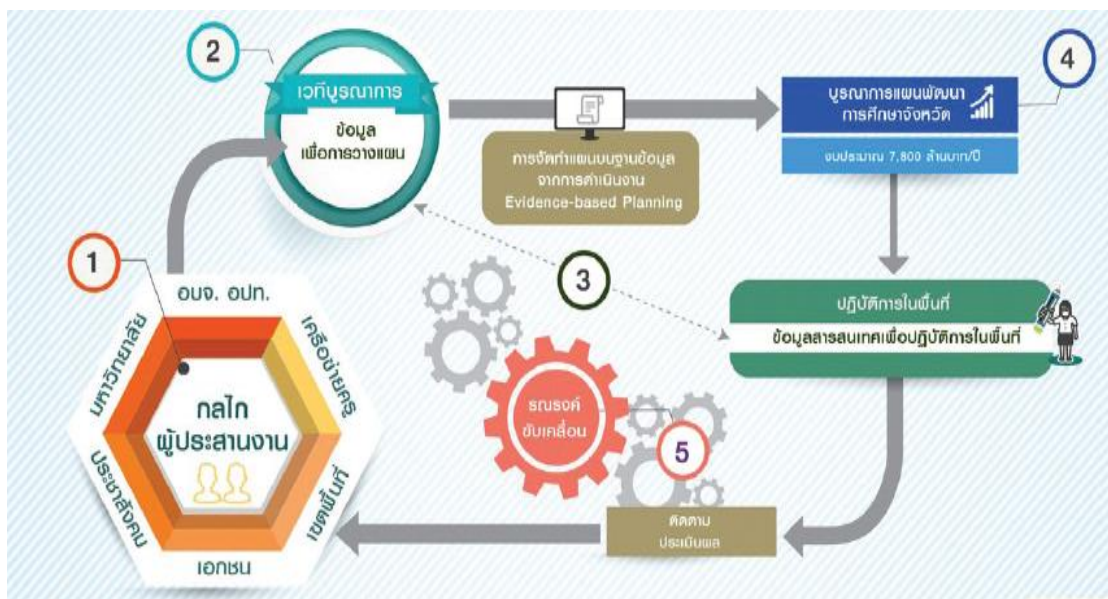 2
เวทีบูรณาการ
ข้อมูล
เพื่อการวางแผน
การจัดทำแผนบนฐานข้อมูล
จากการดำเนินงาน
Evidence-based Planning
4
บูรณาการแผนพัฒนา
การศึกษาจังหวัด
งบประมาณ 7,800 ล้านบาท/ปี
1
อบจ. อปท.
มหาวิทยาลัย
เครือข่ายครู
กลไก
ผู้ประสานงาน
ประชาสังคม
เขตพื้นที่
เอกชน
3
ปฏิบัติการในพื้นที่
ข้อมูลสารสนเทศเพื่อปฏิบัติการในพื้นที่
รณรงค์
ขับเคลื่อน
5
ติดตาม
ประเมินผล